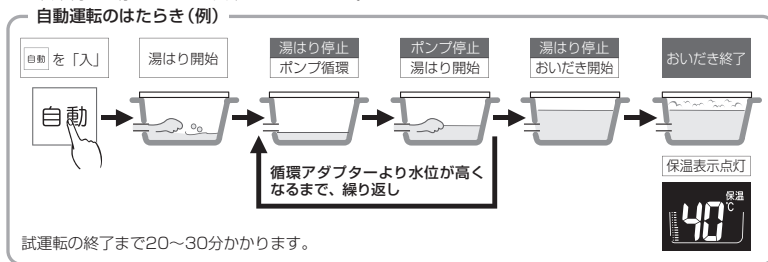 自動運転のはたらき(例)
自動 を「入」
自動
湯はり開始
湯はり停止
ポンプ循環
ポンプ停止
湯はり開始
湯はり停止
おいだき開始
おいだき終了
循環アダプターより水位が高く
なるまで、繰り返し
保温表示点灯
保温
40℃
試運転の終了まで20〜30分かかります。